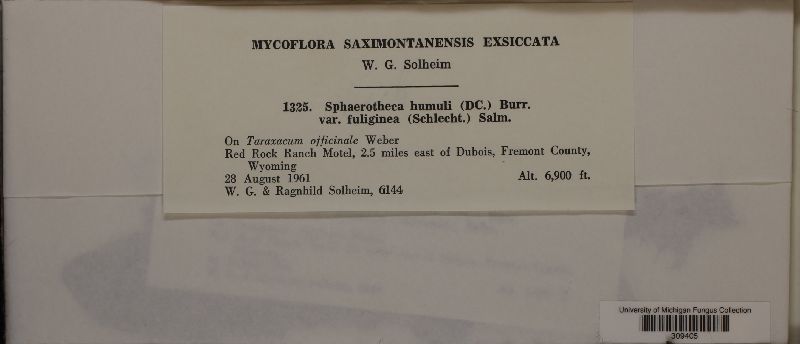 MYCOFLORA SAXIMONTANENSIS EXSICCATA
W. G. Solheim
1325. Sphaerotheca humuli (DC.) Burr.
var. fuliginea (Schlecht.) Salm.
On Taraxacum officinale Weber
Red Rock Ranch Motel, 2.5 miles east of Dubois, Fremont County,
Wyoming
28 August 1961 Alt. 6,900 ft.
W. G. & Ragnhild Solheim, 6144
University of Michigan Fungus Collection
309405